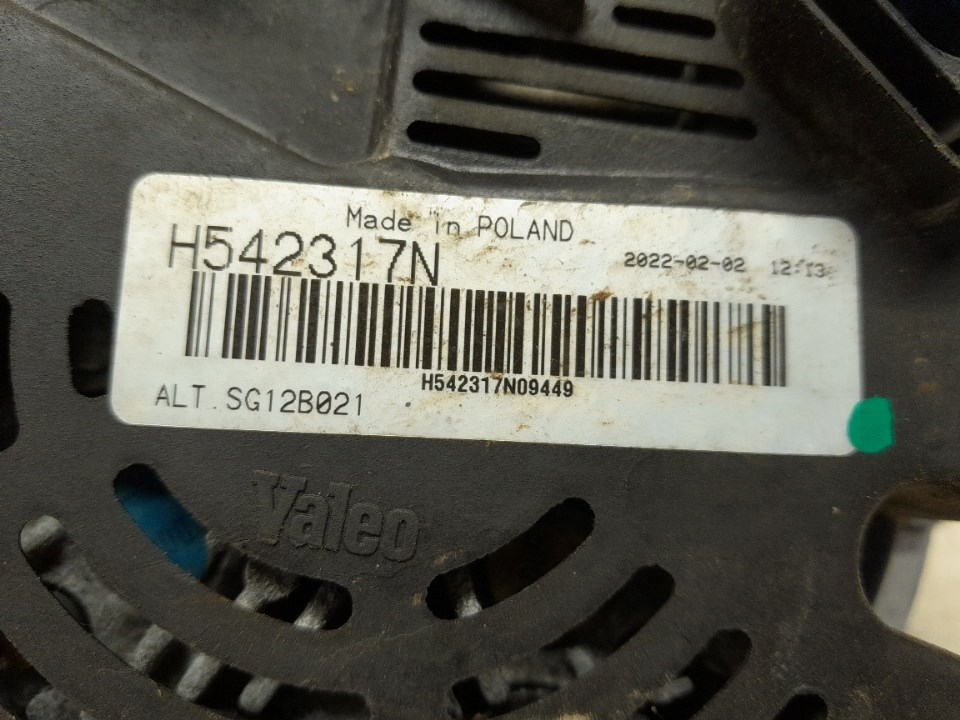 Made in POLAND
H542317N
2022-02-02 12:13
H542317N09449
ALT.SG12B021
Valeo